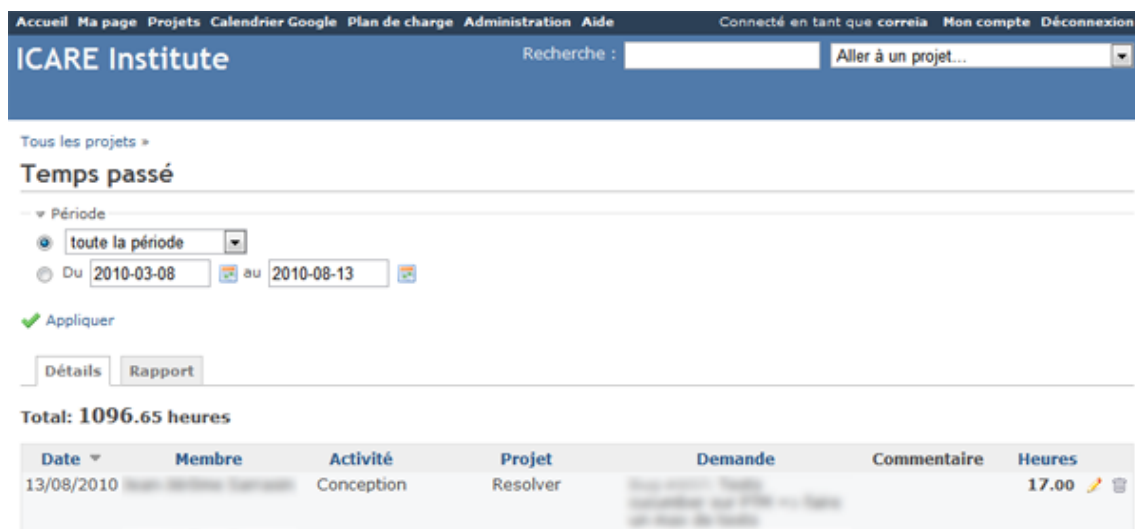 Accueil Ma page Projets Calendrier Google Plan de charge Administration Aide Connecté en tant que correia Mon compte Déconnexion
ICARE Institute Recherche : Aller à un projet...
Tous les projets »
Temps passé
Période
toute la période
Du 2010-03-08 au 2010-08-13
Appliquer
Détails Rapport
Total: 1096.65 heures
Date Membre Activité Projet Demande Commentaire Heures
13/08/2010 Conception Resolver 17.00